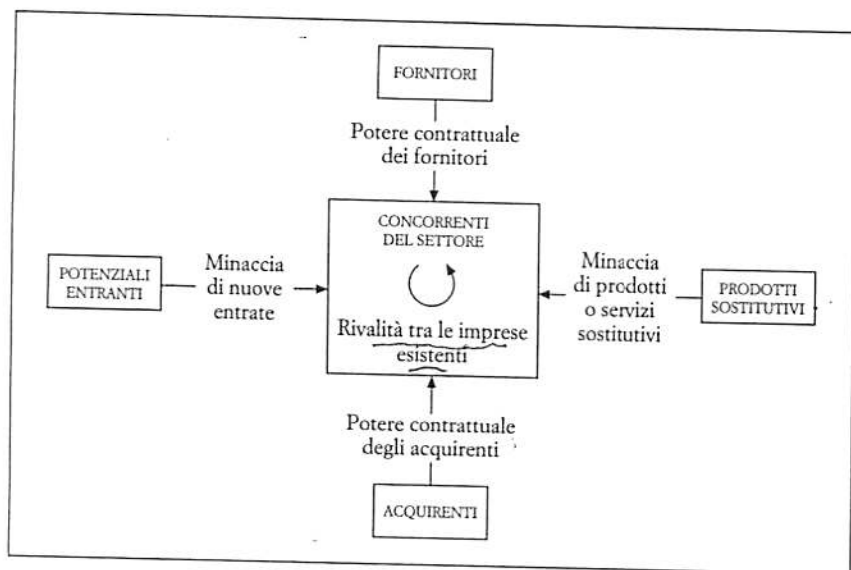 FORNITORI
Potere contrattuale
dei fornitori
CONCORRENTI
DEL SETTORE
POTENZIALI
ENTRANTI
Minaccia
di nuove
entrate
Rivalità tra le imprese
esistenti
Minaccia
di prodotti
o servizi
sostitutivi
PRODOTTI
SOSTITUTIVI
Potere contrattuale
degli acquirenti
ACQUIRENTI